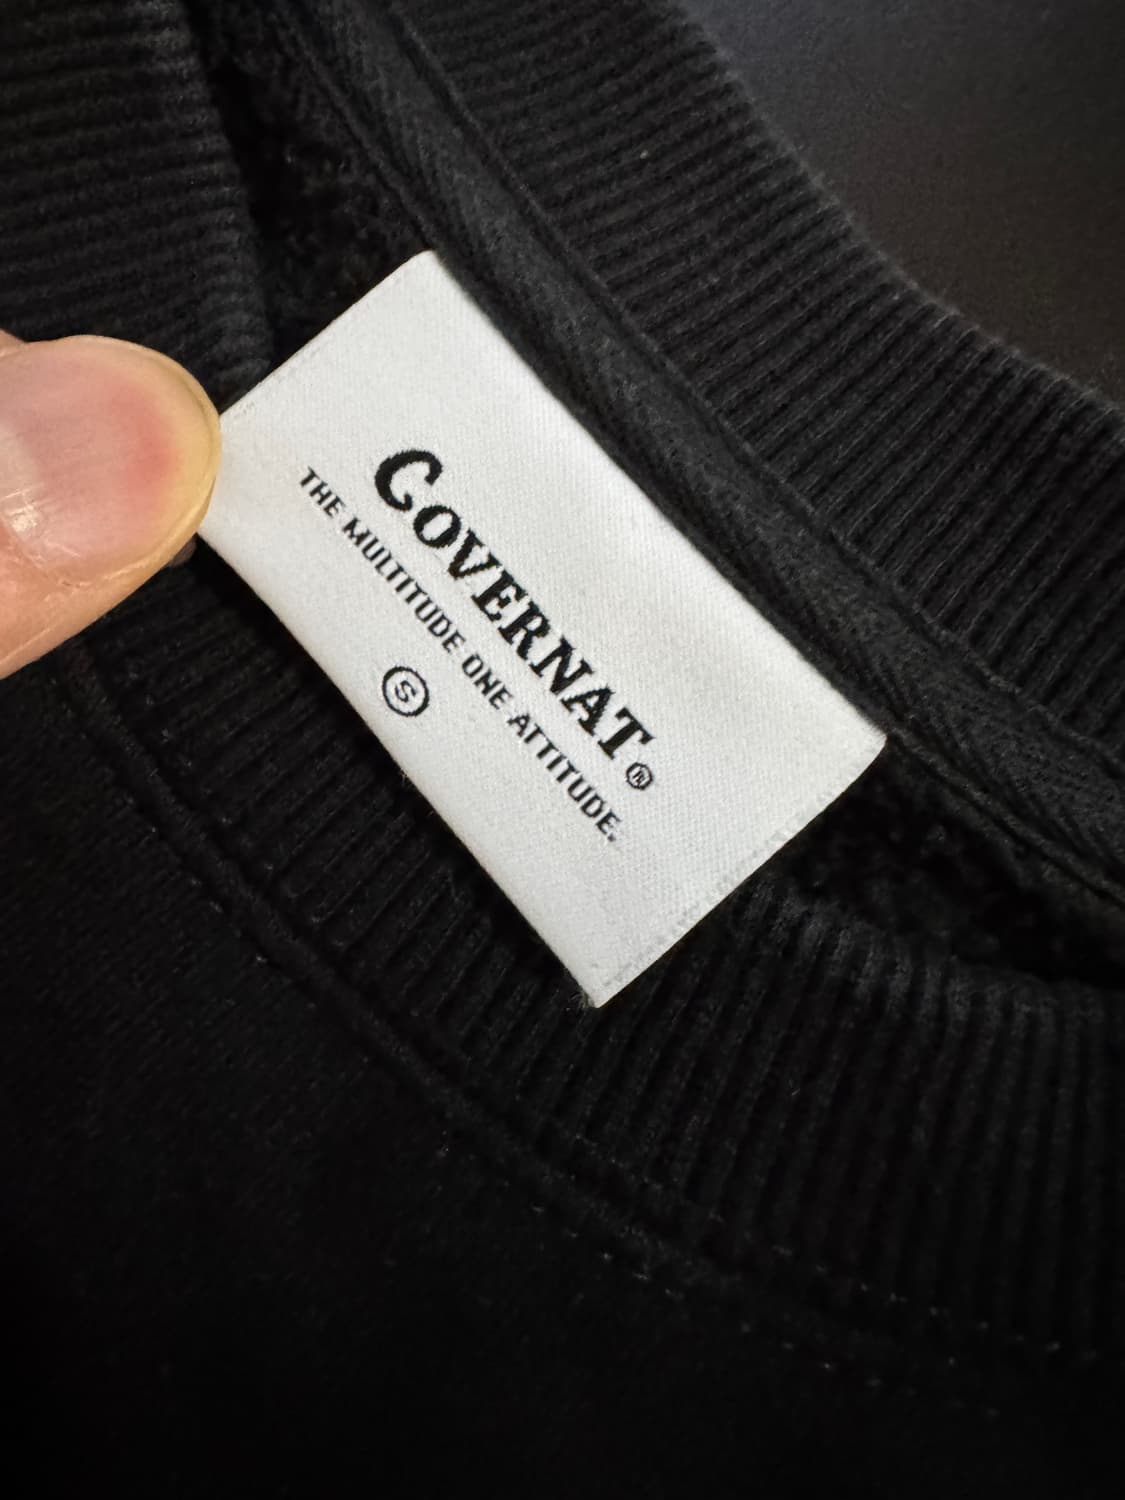 COVERNAT®
THE MULTITUDE ONE ATTITUDE.
S